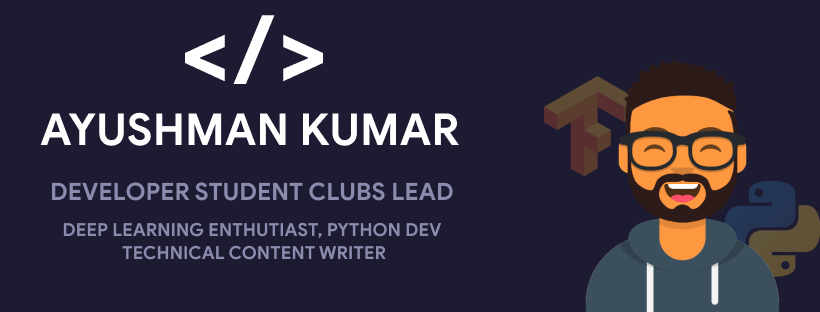 </>
AYUSHMAN KUMAR
DEVELOPER STUDENT CLUBS LEAD
DEEP LEARNING ENTHUTIAST, PYTHON DEV
TECHNICAL CONTENT WRITER